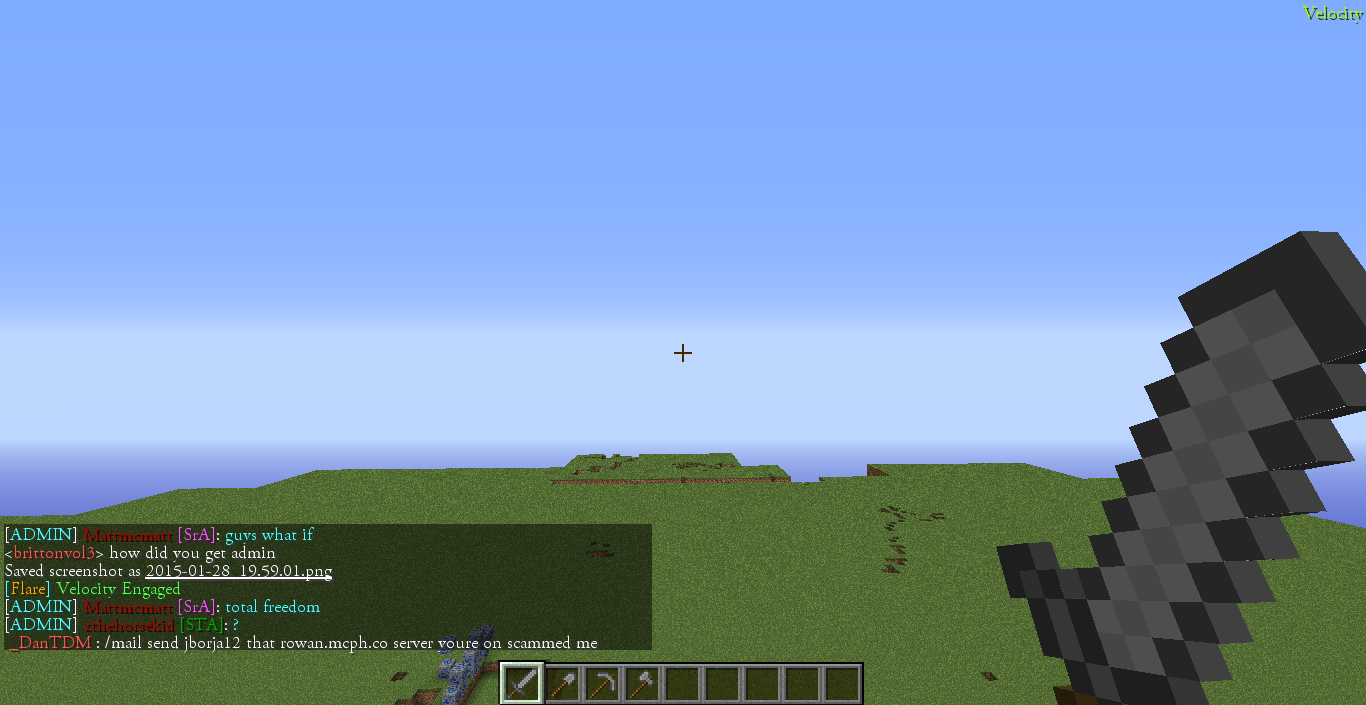 Velocity
[ADMIN] Mattmcmatt [SrA]: guys what if
<brittonvol3> how did you get admin
Saved screenshot as 2015-01-28_19.59.01.png
[Flare] Velocity Engaged
[ADMIN] Mattmcmatt [SrA]: total freedom
[ADMIN] zthehorsekid [STA]: ?
_DanTDM : /mail send jborja12 that rowan.mcph.co server youre on scammed me